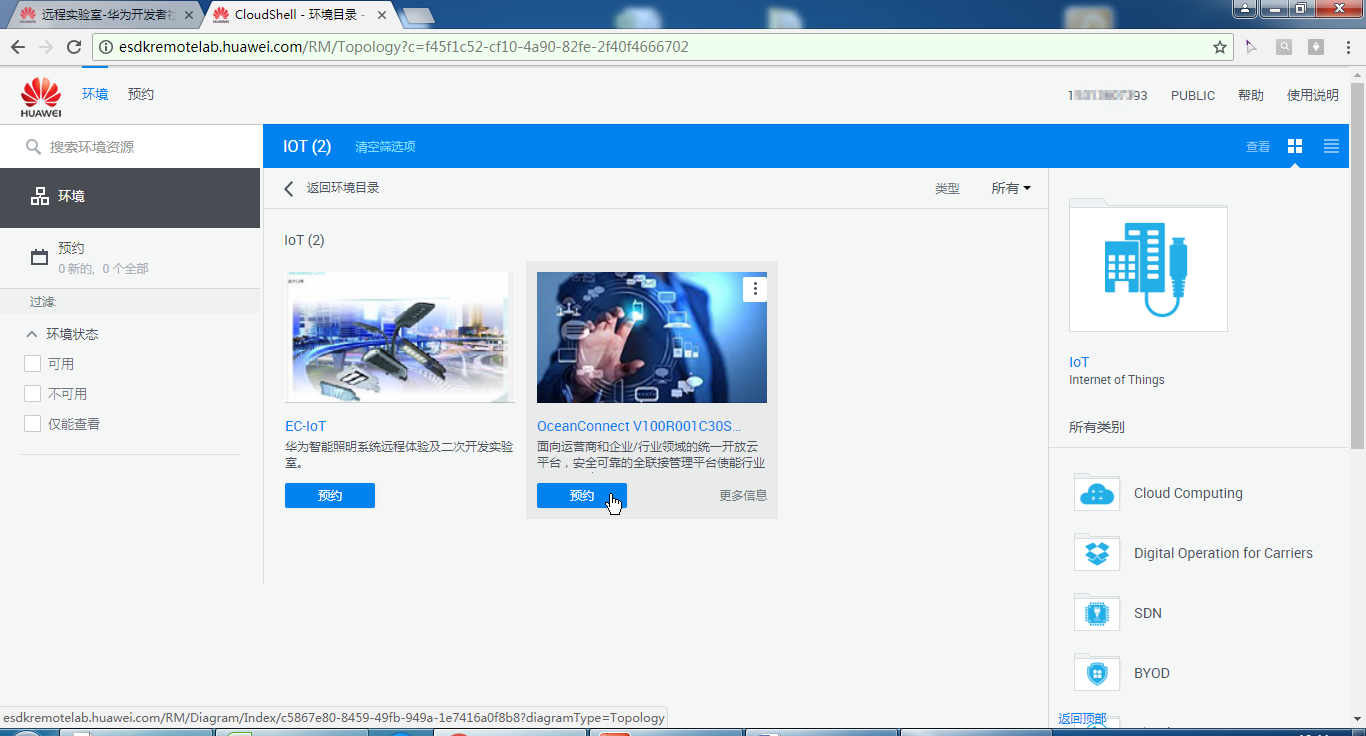 远程实验室-华为开发者社
CloudShell - 环境目录 -
esdkremotelab.huawei.com/RM/Topology?c=f45f1c52-cf10-4a90-82fe-2f40f4666702
HUAWEI
环境
预约
PUBLIC
帮助
使用说明
搜索环境资源
IOT (2)
清空筛选项
查看
环境
返回环境目录
类型
所有
预约
0 新的, 0 个全部
过滤:
环境状态
可用
不可用
仅能查看
IoT (2)
EC-IoT
华为智能照明系统远程体验及二次开发实验
室。
预约
OceanConnect V100R001C30S...
面向运营商和企业/行业领域的统一开放云
平台，安全可靠的全联接管理平台使能行业
预约
更多信息
IoT
Internet of Things
所有类别
Cloud Computing
Digital Operation for Carriers
SDN
BYOD
返回顶部
esdkremotelab.huawei.com/RM/Diagram/Index/c5867e80-8459-49fb-949a-1e7416a0f8b8?diagramType=Topology